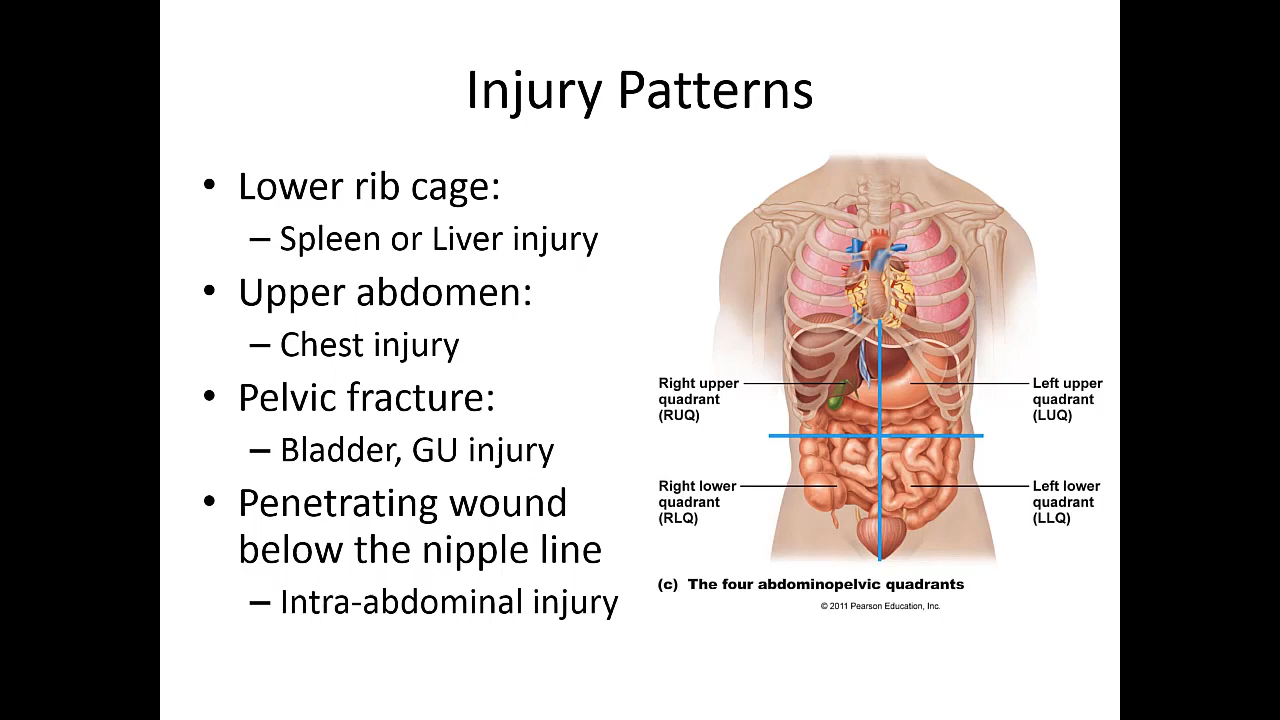 Injury Patterns
• Lower rib cage:
– Spleen or Liver injury
• Upper abdomen:
– Chest injury
• Pelvic fracture:
– Bladder, GU injury
• Penetrating wound
below the nipple line
– Intra-abdominal injury
Right upper
quadrant
(RUQ)
Left upper
quadrant
(LUQ)
Right lower
quadrant
(RLQ)
Left lower
quadrant
(LLQ)
(c) The four abdominopelvic quadrants
© 2011 Pearson Education, Inc.